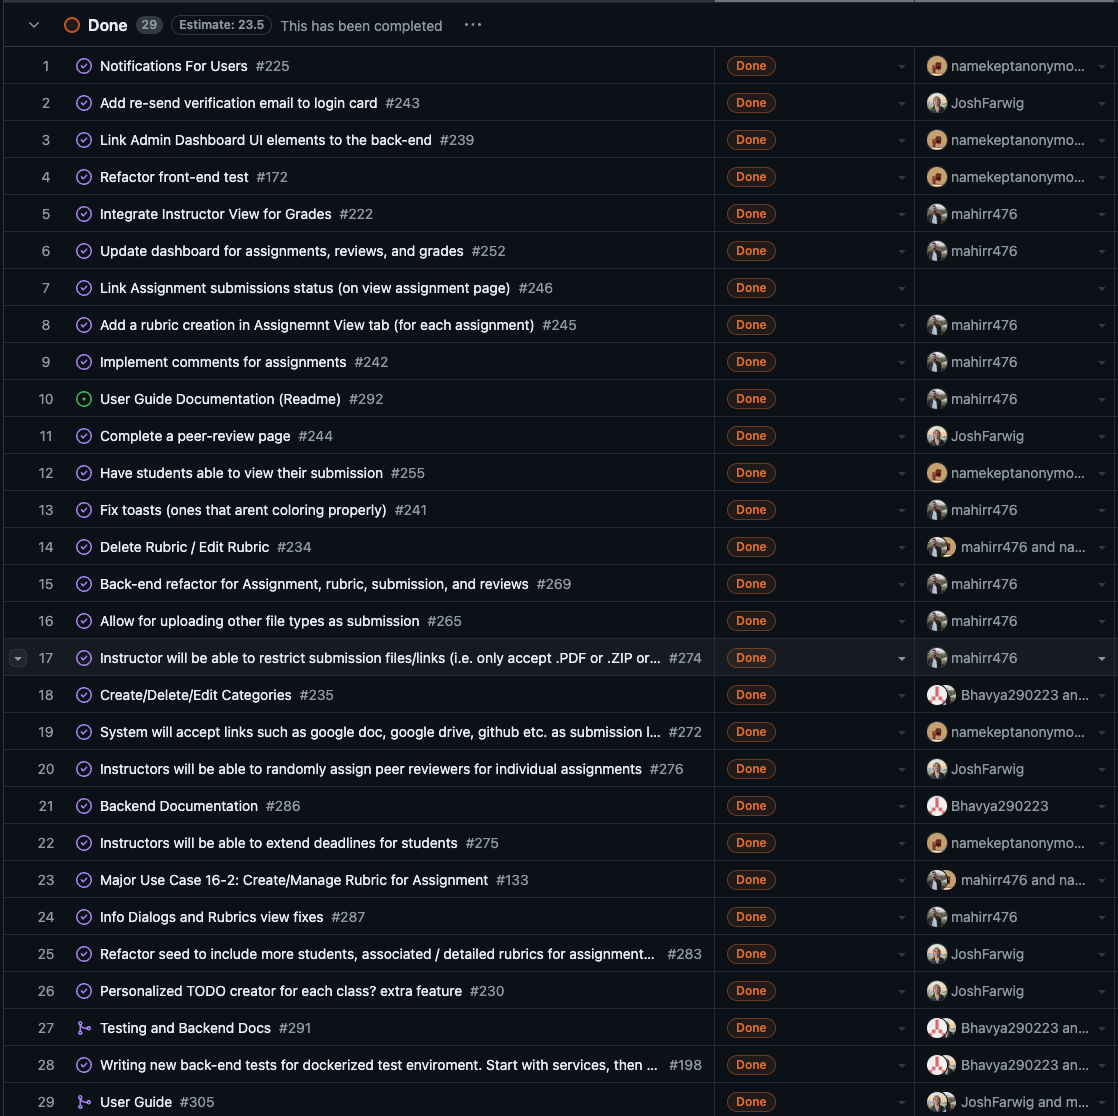 Done 29 Estimate: 23.5 This has been completed ...
1 Notifications For Users #225 Done namekeptanonymo...
2 Add re-send verification email to login card #243 Done JoshFarwig
3 Link Admin Dashboard UI elements to the back-end #239 Done namekeptanonymo...
4 Refactor front-end test #172 Done namekeptanonymo...
5 Integrate Instructor View for Grades #222 Done mahirr476
6 Update dashboard for assignments, reviews, and grades #252 Done mahirr476
7 Link Assignment submissions status (on view assignment page) #246 Done
8 Add a rubric creation in Assignemnt View tab (for each assignment) #245 Done mahirr476
9 Implement comments for assignments #242 Done mahirr476
10 User Guide Documentation (Readme) #292 Done mahirr476
11 Complete a peer-review page #244 Done JoshFarwig
12 Have students able to view their submission #255 Done namekeptanonymo...
13 Fix toasts (ones that arent coloring properly) #241 Done mahirr476
14 Delete Rubric / Edit Rubric #234 Done mahirr476 and na...
15 Back-end refactor for Assignment, rubric, submission, and reviews #269 Done mahirr476
16 Allow for uploading other file types as submission #265 Done mahirr476
17 Instructor will be able to restrict submission files/links (i.e. only accept .PDF or .ZIP or... #274 Done mahirr476
18 Create/Delete/Edit Categories #235 Done Bhavya290223 an...
19 System will accept links such as google doc, google drive, github etc. as submission l... #272 Done namekeptanonymo...
20 Instructors will be able to randomly assign peer reviewers for individual assignments #276 Done JoshFarwig
21 Backend Documentation #286 Done Bhavya290223
22 Instructors will be able to extend deadlines for students #275 Done namekeptanonymo...
23 Major Use Case 16-2: Create/Manage Rubric for Assignment #133 Done mahirr476 and na...
24 Info Dialogs and Rubrics view fixes #287 Done mahirr476
25 Refactor seed to include more students, associated / detailed rubrics for assignment... #283 Done JoshFarwig
26 Personalized TODO creator for each class? extra feature #230 Done JoshFarwig
27 Testing and Backend Docs #291 Done Bhavya290223 an...
28 Writing new back-end tests for dockerized test enviroment. Start with services, then ... #198 Done Bhavya290223 an...
29 User Guide #305 Done JoshFarwig and m...